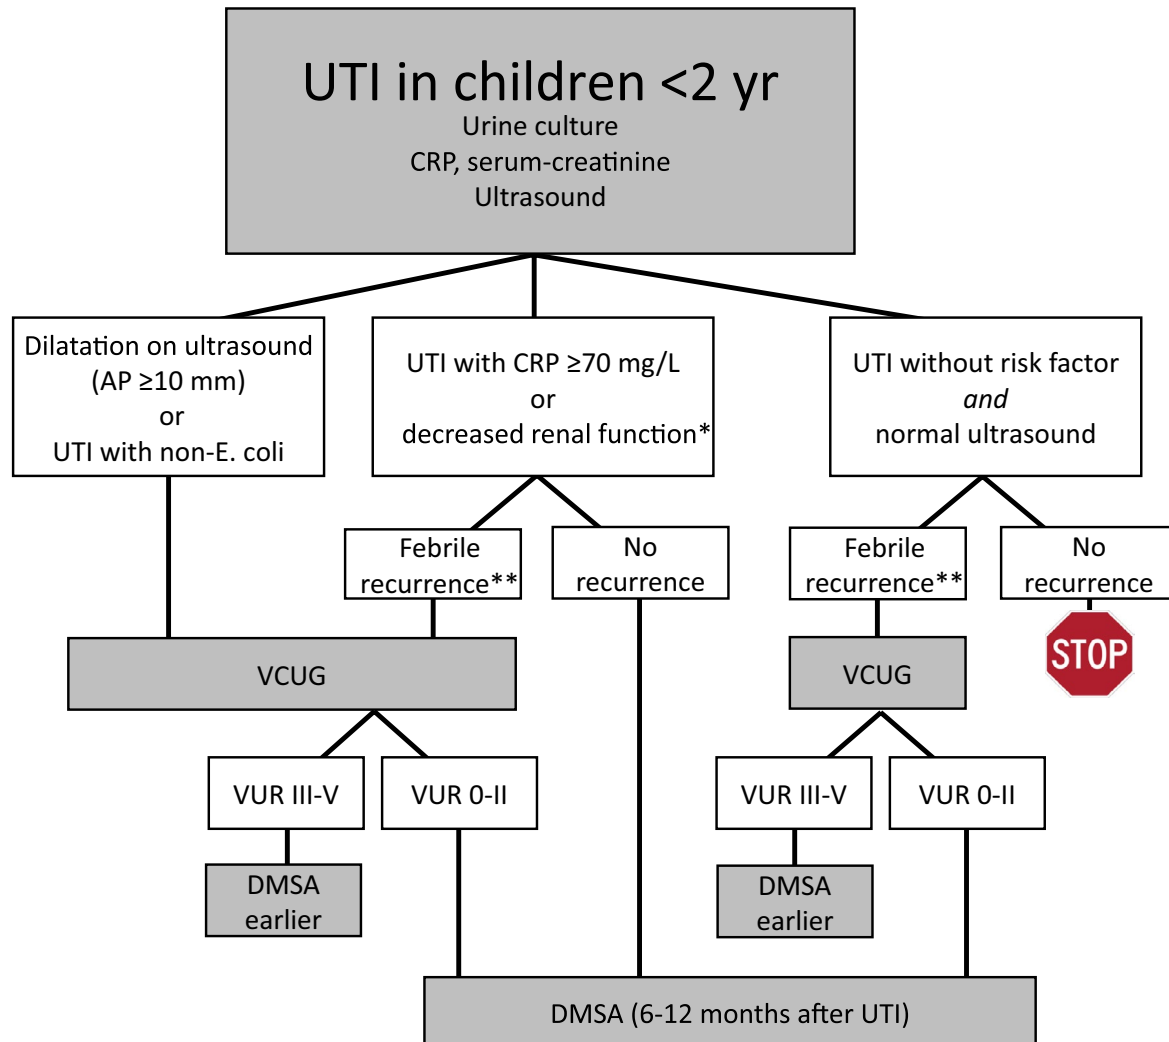 UTI in children <2 yr
Urine culture
CRP, serum-creatinine
Ultrasound
Dilatation on ultrasound
(AP ≥10 mm)
or
UTI with non-E. coli
UTI with CRP ≥70 mg/L
or
decreased renal function*
UTI without risk factor
and
normal ultrasound
Febrile
recurrence**
No
recurrence
Febrile
recurrence**
No
recurrence
VCUG
VCUG
STOP
VUR III-V
VUR 0-II
VUR III-V
VUR 0-II
DMSA
earlier
DMSA
earlier
DMSA (6-12 months after UTI)